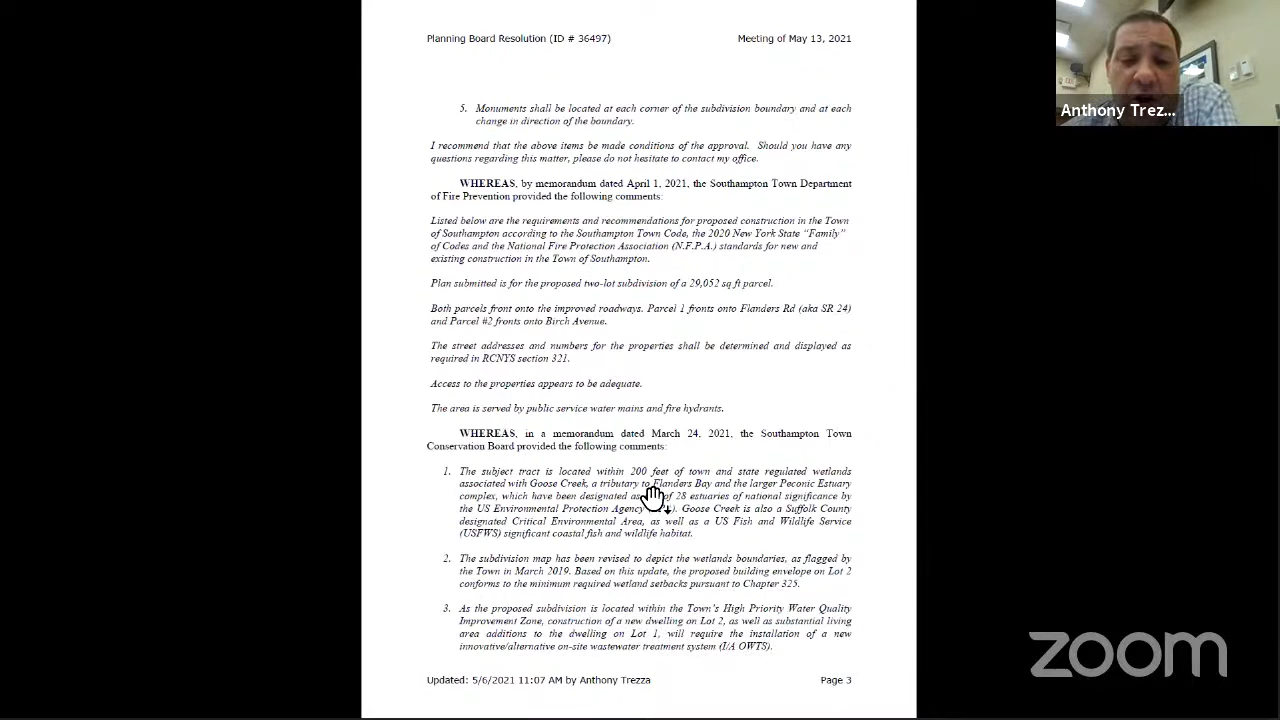 Planning Board Resolution (ID # 36497) Meeting of May 13, 2021
Anthony Trez...
5. Monuments shall be located at each corner of the subdivision boundary and at each
change in direction of the boundary.
I recommend that the above items be made conditions of the approval. Should you have any
questions regarding this matter, please do not hesitate to contact my office.
WHEREAS, by memorandum dated April 1, 2021, the Southampton Town Department
of Fire Prevention provided the following comments:
Listed below are the requirements and recommendations for proposed construction in the Town
of Southampton according to the Southampton Town Code, the 2020 New York State “Family”
of Codes and the National Fire Protection Association (N.F.P.A.) standards for new and
existing construction in the Town of Southampton.
Plan submitted is for the proposed two-lot subdivision of a 29,052 sq ft parcel.
Both parcels front onto the improved roadways. Parcel 1 fronts onto Flanders Rd (aka SR 24)
and Parcel #2 fronts onto Birch Avenue.
The street addresses and numbers for the properties shall be determined and displayed as
required in RCNYS section 321.
Access to the properties appears to be adequate.
The area is served by public service water mains and fire hydrants.
WHEREAS, in a memorandum dated March 24, 2021, the Southampton Town
Conservation Board provided the following comments:
1. The subject tract is located within 200 feet of town and state regulated wetlands
associated with Goose Creek, a tributary to Flanders Bay and the larger Peconic Estuary
complex, which have been designated as of 28 estuaries of national significance by
the US Environmental Protection Agency ). Goose Creek is also a Suffolk County
designated Critical Environmental Area, as well as a US Fish and Wildlife Service
(USFWS) significant coastal fish and wildlife habitat.
2. The subdivision map has been revised to depict the wetlands boundaries, as flagged by
the Town in March 2019. Based on this update, the proposed building envelope on Lot 2
conforms to the minimum required wetland setbacks pursuant to Chapter 325.
3. As the proposed subdivision is located within the Town’s High Priority Water Quality
Improvement Zone, construction of a new dwelling on Lot 2, as well as substantial living
area additions to the dwelling on Lot 1, will require the installation of a new
innovative/alternative on-site wastewater treatment system (I/A OWTS).
Updated: 5/6/2021 11:07 AM by Anthony Trezza Page 3
zoom